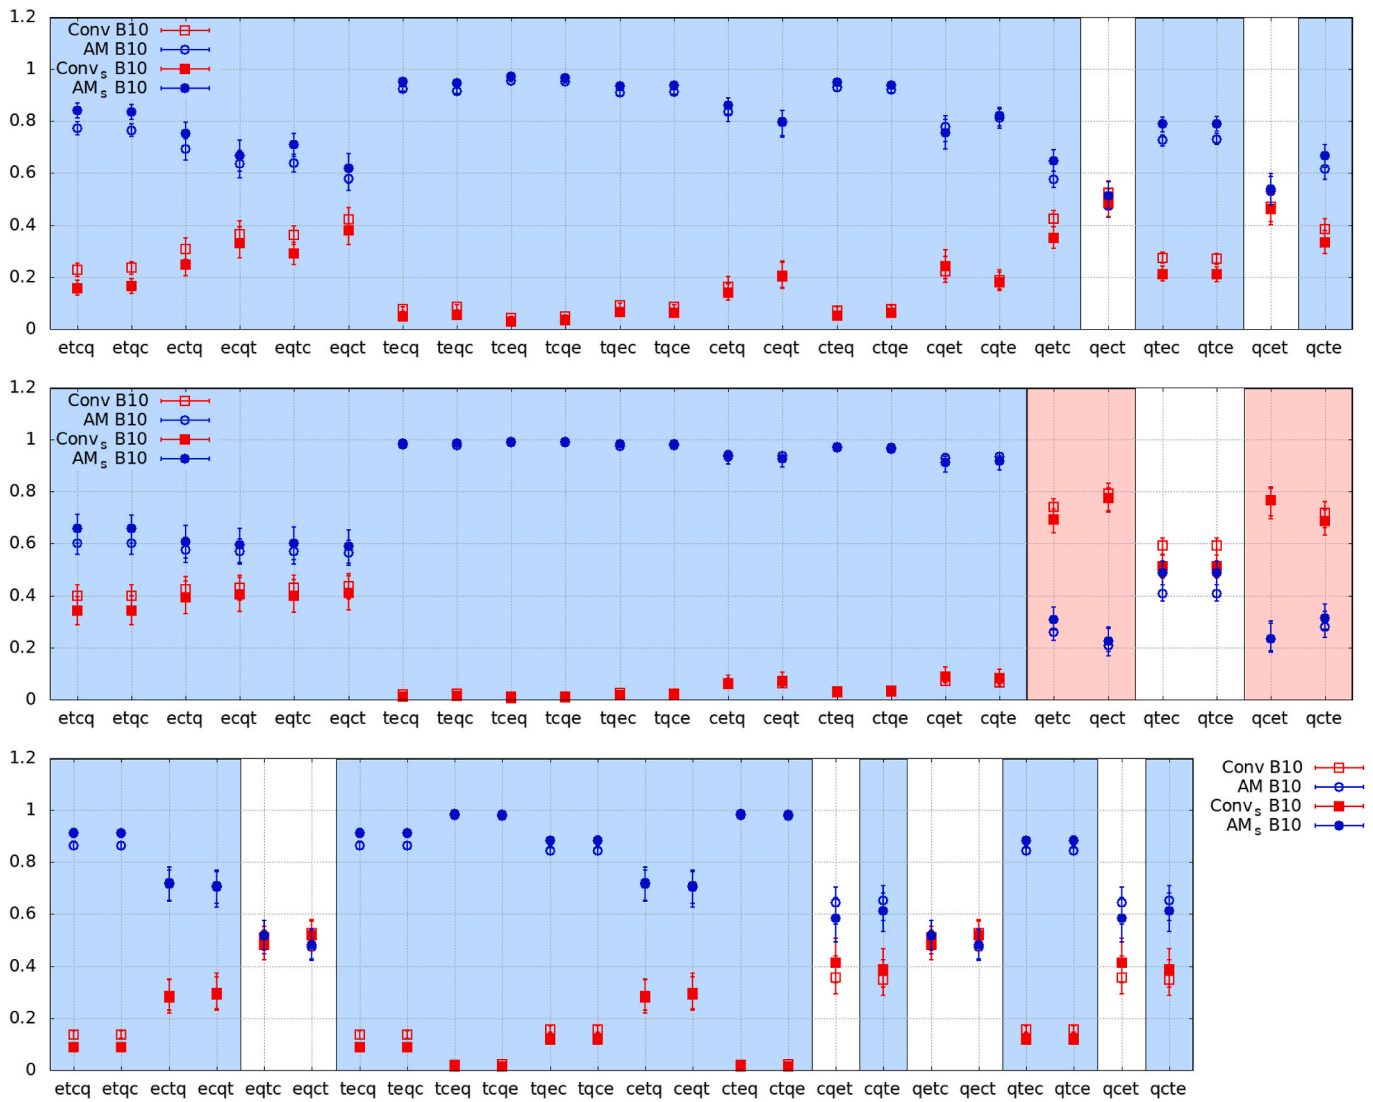 1.2
Conv B10
AM B10
1
Conv_s B10
AM_s B10
0.8
0.6
0.4
0.2
0
etcq etqc ectq ecqt eqtc eqct tecq teqc tceq tcqe tqec tqce cetq ceqt cteq ctqe cqet cqte qetc qect qtec qtce qcet qcte
1.2
Conv B10
AM B10
1
Conv_s B10
AM_s B10
0.8
0.6
0.4
0.2
0
etcq etqc ectq ecqt eqtc eqct tecq teqc tceq tcqe tqec tqce cetq ceqt cteq ctqe cqet cqte qetc qect qtec qtce qcet qcte
1.2
Conv B10
AM B10
1
Conv_s B10
AM_s B10
0.8
0.6
0.4
0.2
0
etcq etqc ectq ecqt eqtc eqct tecq teqc tceq tcqe tqec tqce cetq ceqt cteq ctqe cqet cqte qetc qect qtec qtce qcet qcte